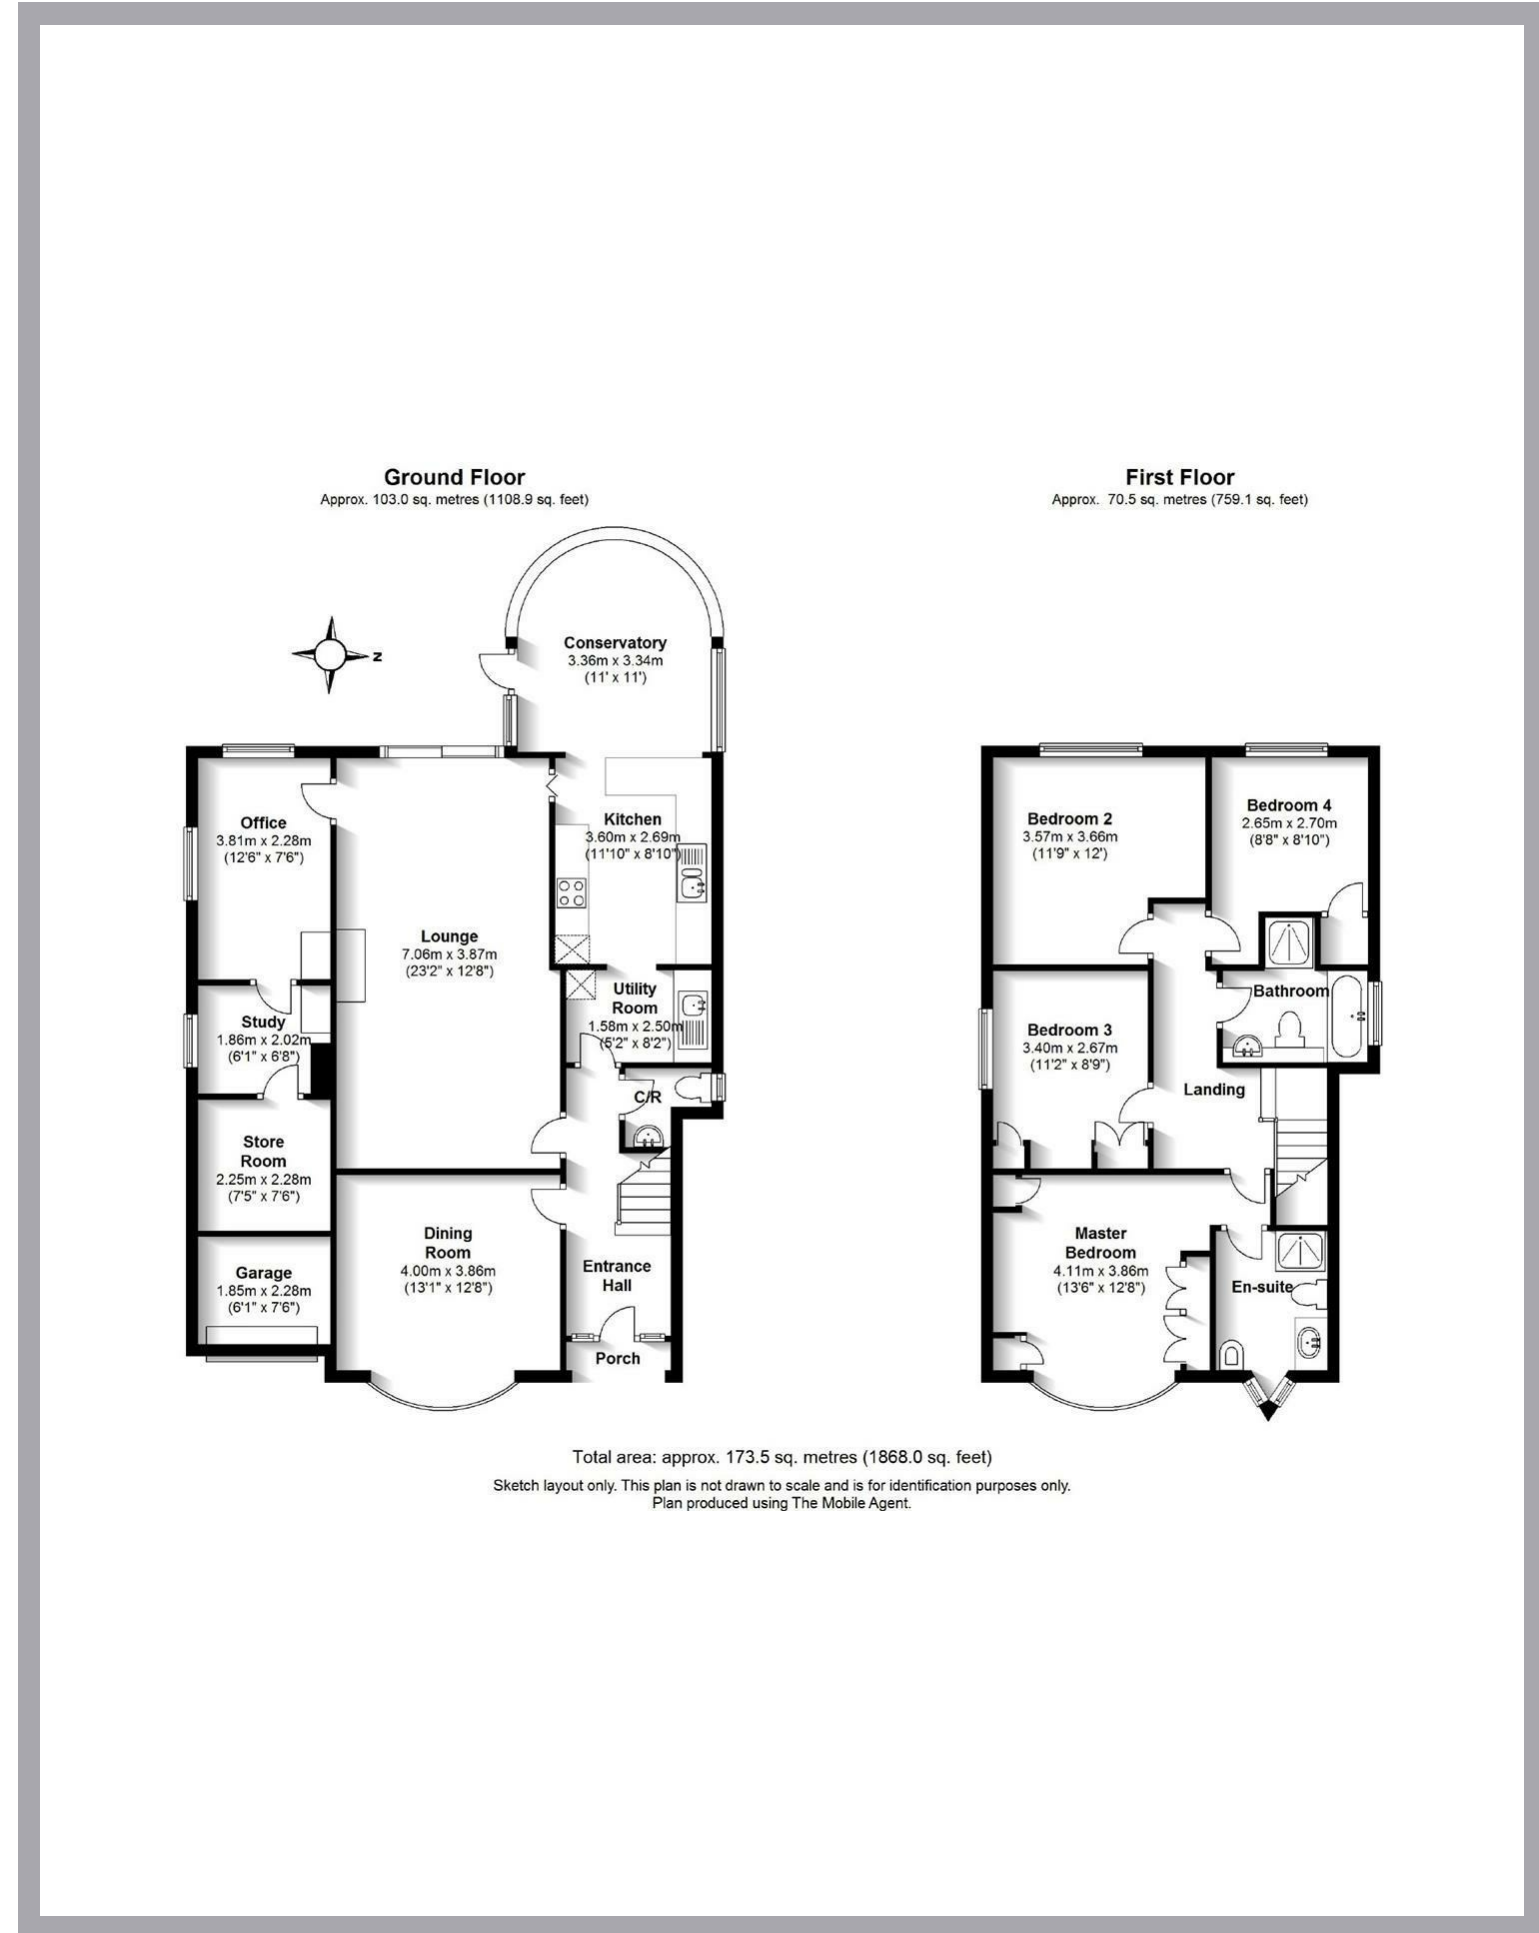 Ground Floor
Approx. 103.0 sq. metres (1108.9 sq. feet)
Conservatory
3.36m x 3.34m
(11' x 11')
N
Office
3.81m x 2.28m
(12'6" x 7'6")
Kitchen
3.60m x 2.69m
(11'10" x 8'10")
Lounge
7.06m x 3.87m
(23'2" x 12'8")
Utility
Room
1.58m x 2.50m
(5'2" x 8'2")
Study
1.86m x 2.02m
(6'1" x 6'8")
C/R
Store
Room
2.25m x 2.28m
(7'5" x 7'6")
Dining
Room
4.00m x 3.86m
(13'1" x 12'8")
Entrance
Hall
Garage
1.85m x 2.28m
(6'1" x 7'6")
Porch
First Floor
Approx. 70.5 sq. metres (759.1 sq. feet)
Bedroom 2
3.57m x 3.66m
(11'9" x 12')
Bedroom 4
2.65m x 2.70m
(8'8" x 8'10")
Bathroom
Bedroom 3
3.40m x 2.67m
(11'2" x 8'9")
Landing
Master
Bedroom
4.11m x 3.86m
(13'6" x 12'8")
En-suite
Total area: approx. 173.5 sq. metres (1868.0 sq. feet)
Sketch layout only. This plan is not drawn to scale and is for identification purposes only.
Plan produced using The Mobile Agent.